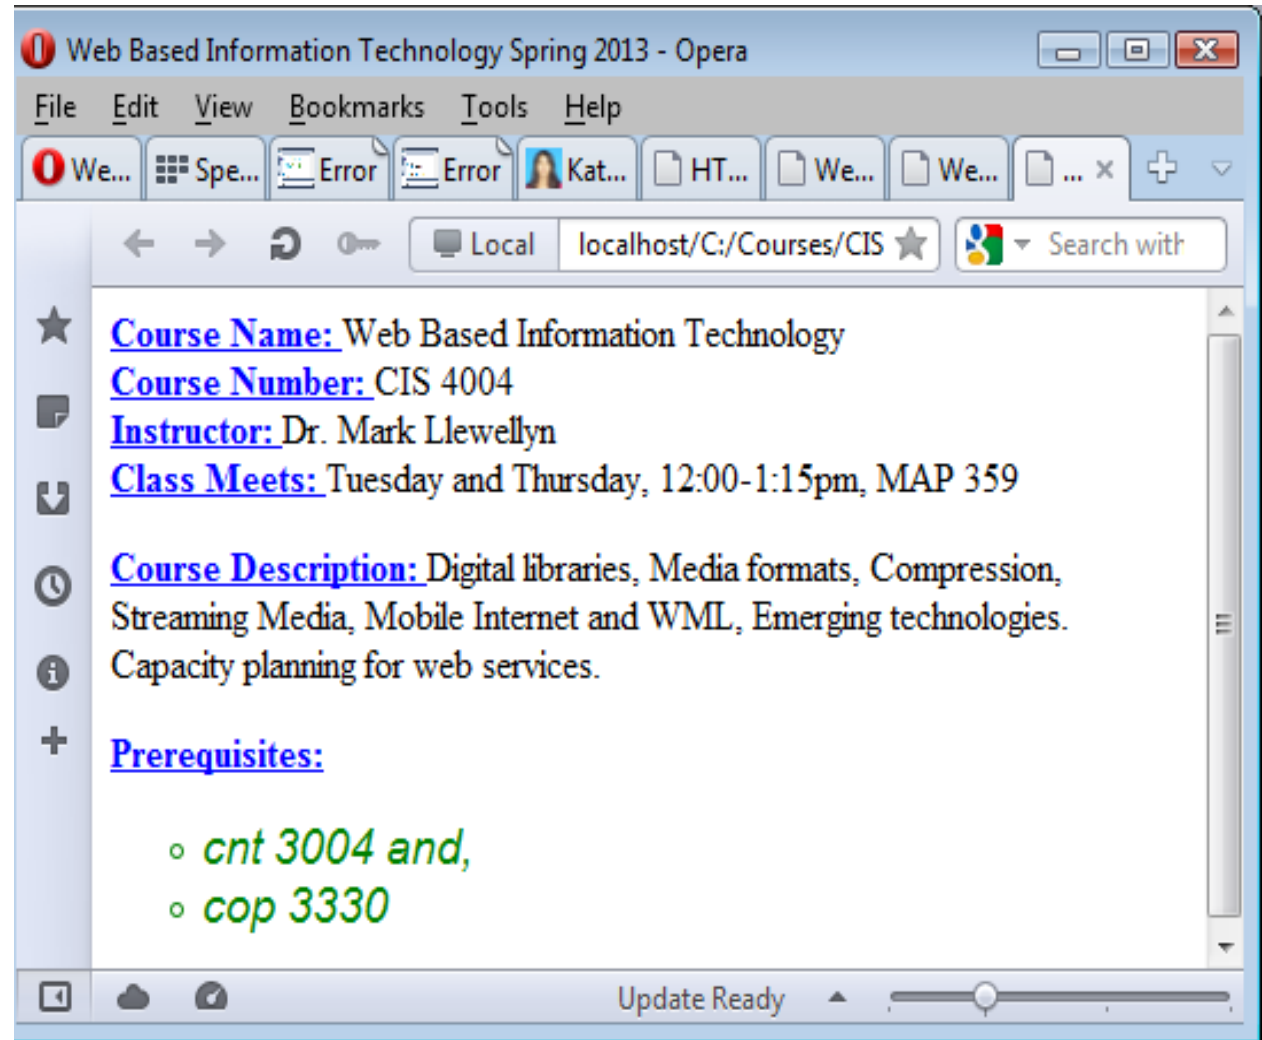 Web Based Information Technology Spring 2013 - Opera
File Edit View Bookmarks Tools Help
We... Spe... Error Error Kat... HT... We... We... ...
Local localhost/C:/Courses/CIS Search with
Course Name: Web Based Information Technology
Course Number: CIS 4004
Instructor: Dr. Mark Llewellyn
Class Meets: Tuesday and Thursday, 12:00-1:15pm, MAP 359
Course Description: Digital libraries, Media formats, Compression,
Streaming Media, Mobile Internet and WML, Emerging technologies.
Capacity planning for web services.
Prerequisites:
cnt 3004 and,
cop 3330
Update Ready